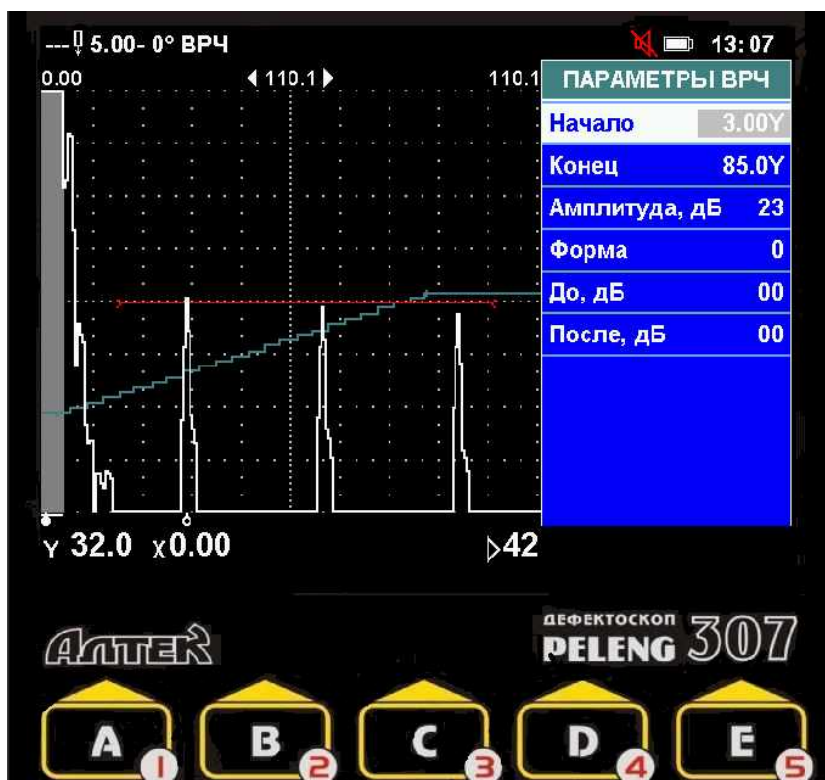 --- 5.00- 0° ВРЧ 13:07
0.00 110.1 110.1
ПАРАМЕТРЫ ВРЧ
Начало 3.00Y
Конец 85.0Y
Амплитуда, дБ 23
Форма 0
До, дБ 00
После, дБ 00
Y 32.0 X0.00 42
АЛТЕК
ДЕФЕКТОСКОП
PELENG 307
A 1
B 2
C 3
D 4
E 5